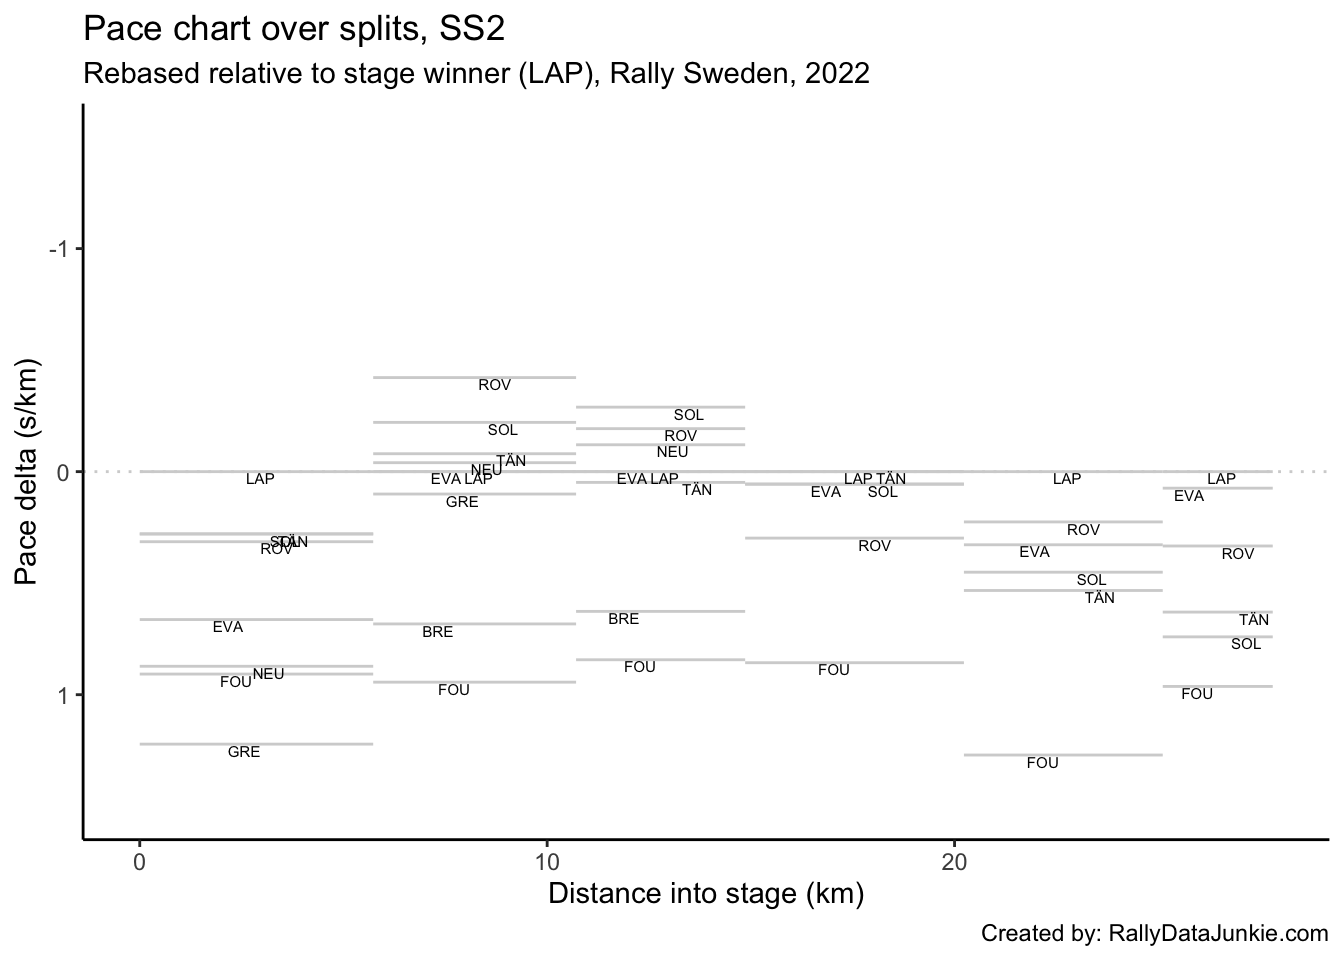 Pace chart over splits, SS2
Rebased relative to stage winner (LAP), Rally Sweden, 2022
Pace delta (s/km)
-1
0
1
ROV
SOL
TÄN
NEU
EVA LAP
GRE
BRE
FOU
SOL
ROV
NEU
EVA LAP
TÄN
BRE
FOU
LAP
SOL
TÄN
ROV
EVA
NEU
FOU
GRE
LAP TÄN
EVA
SOL
ROV
FOU
LAP
ROV
EVA
SOL
TÄN
FOU
LAP
EVA
ROV
TÄN
SOL
FOU
0
10
20
Distance into stage (km)
Created by: RallyDataJunkie.com